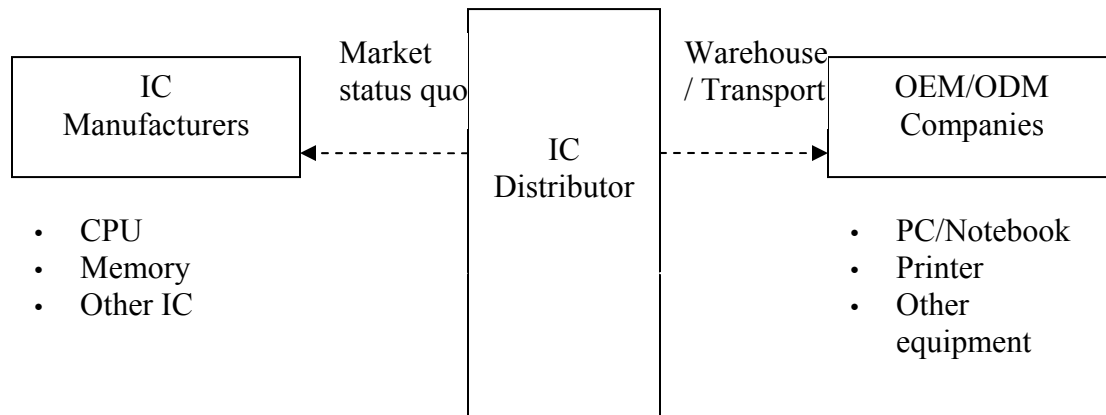 Market
status quo
Warehouse
/ Transport
IC
Manufacturers
IC
Distributor
OEM/ODM
Companies
• CPU
• Memory
• Other IC
• PC/Notebook
• Printer
• Other
equipment